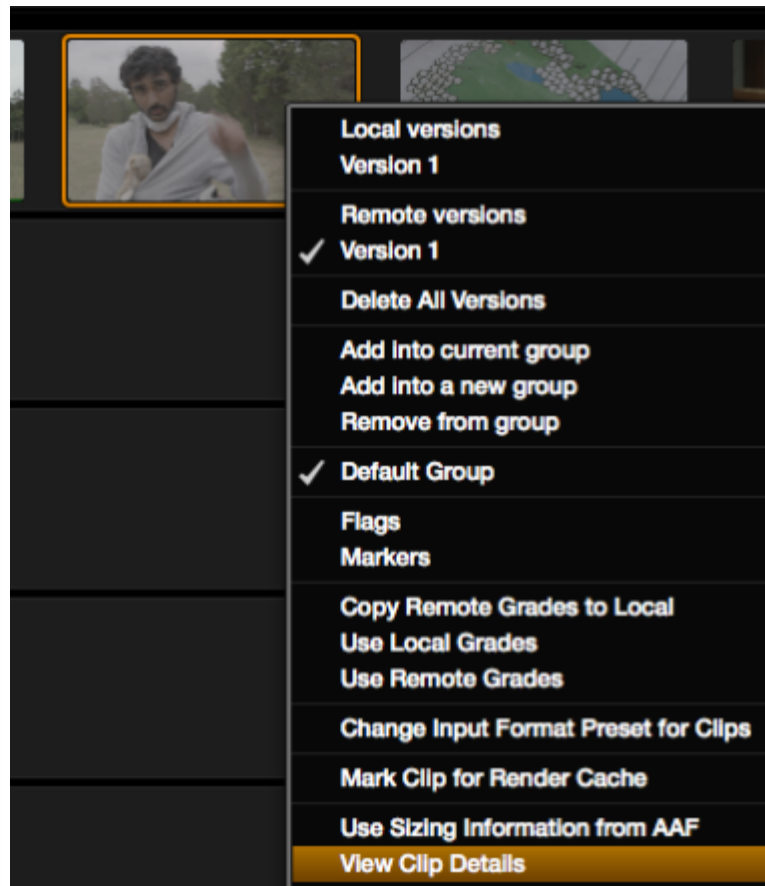 Local versions
Version 1
Remote versions
Version 1
Delete All Versions
Add into current group
Add into a new group
Remove from group
Default Group
Flags
Markers
Copy Remote Grades to Local
Use Local Grades
Use Remote Grades
Change Input Format Preset for Clips
Mark Clip for Render Cache
Use Sizing Information from AAF
View Clip Details